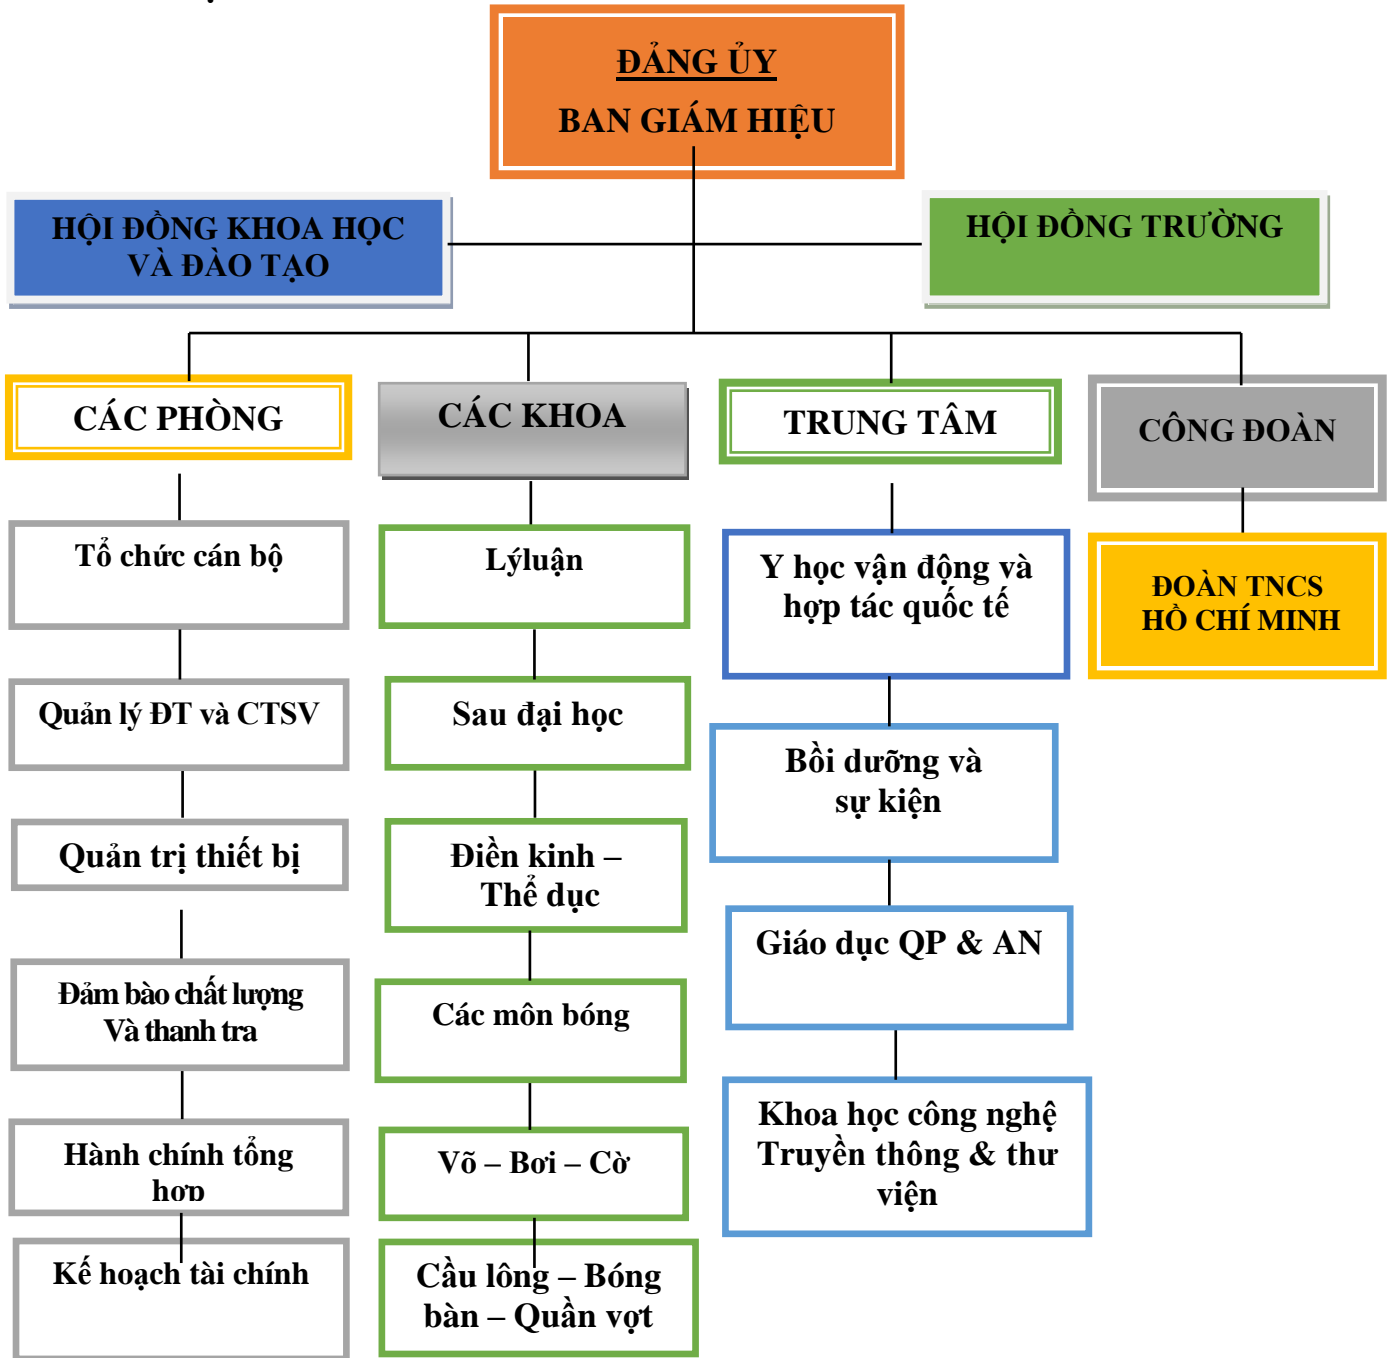 ĐẢNG ỦY
BAN GIÁM HIỆU
HỘI ĐỒNG KHOA HỌC
VÀ ĐÀO TẠO
HỘI ĐỒNG TRƯỜNG
CÁC PHÒNG
CÁC KHOA
TRUNG TÂM
CÔNG ĐOÀN
Tổ chức cán bộ
Quản lý ĐT và CTSV
Quản trị thiết bị
Đảm bào chất lượng
Và thanh tra
Hành chính tổng
hợp
Kế hoạch tài chính
Lýluận
Sau đại học
Điền kinh –
Thể dục
Các môn bóng
Võ – Bơi – Cờ
Cầu lông – Bóng
bàn – Quần vợt
Y học vận động và
hợp tác quốc tế
Bồi dưỡng và
sự kiện
Giáo dục QP & AN
Khoa học công nghệ
Truyền thông & thư
viện
ĐOÀN TNCS
HỒ CHÍ MINH